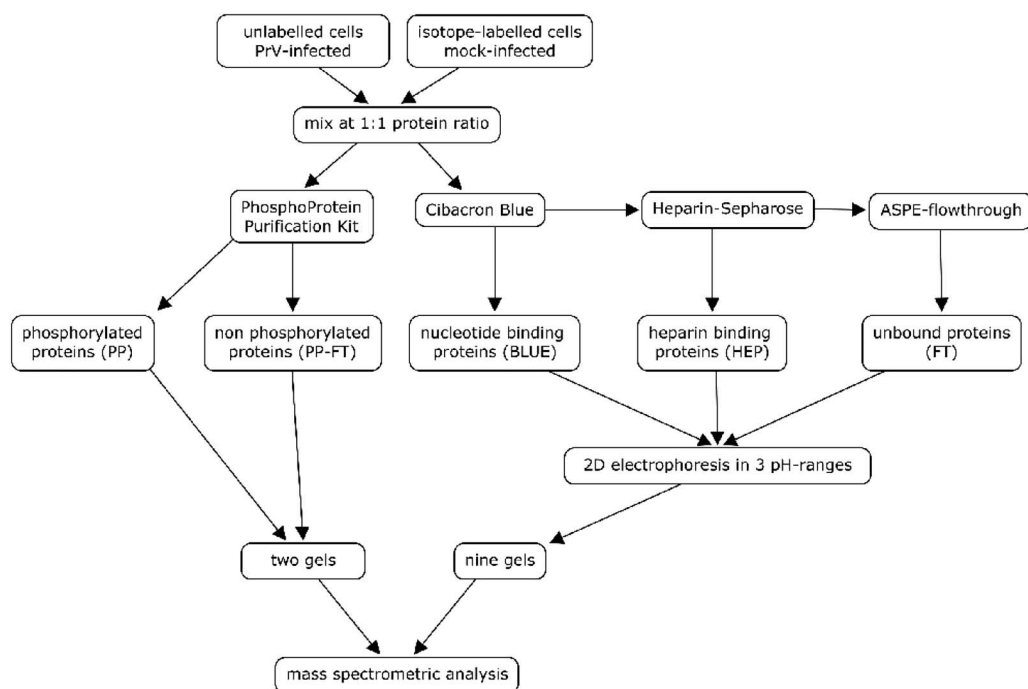 unlabelled cells
PrV-infected
isotope-labelled cells
mock-infected
mix at 1:1 protein ratio
PhosphoProtein
Purification Kit
Cibacron Blue
Heparin-Sepharose
ASPE-flowthrough
phosphorylated
proteins (PP)
non phosphorylated
proteins (PP-FT)
nucleotide binding
proteins (BLUE)
heparin binding
proteins (HEP)
unbound proteins
(FT)
2D electrophoresis in 3 pH-ranges
two gels
nine gels
mass spectrometric analysis